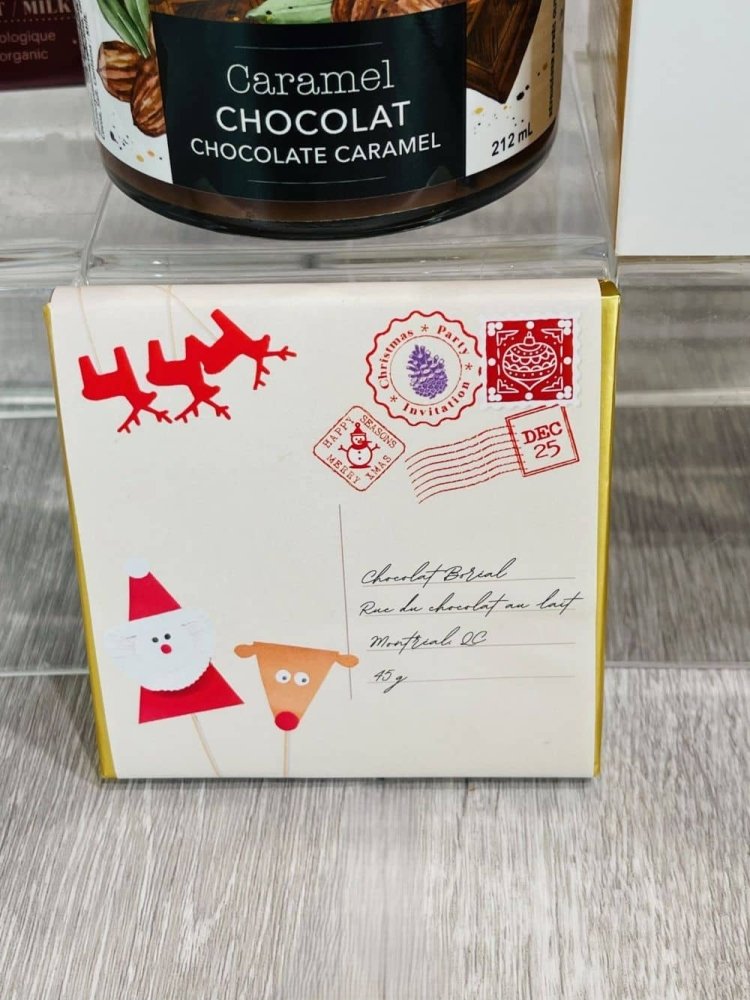 T / MILK
ologique
organic
Caramel
CHOCOLAT
CHOCOLATE CARAMEL
212 mL
Christmas * Party
* Invitation *
HAPPY SEASONS
MERRY XMAS
DEC
25
Chocolat Boréal
Rue du chocolat au lait
Montréal, QC
45 g